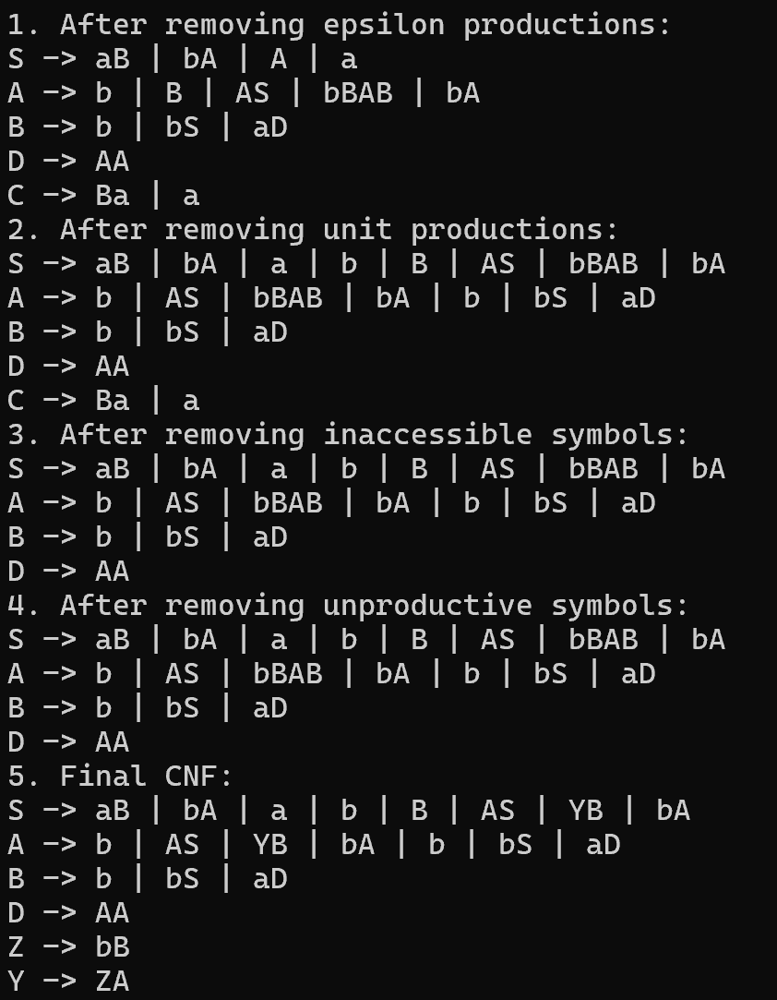 1. After removing epsilon productions:
S -> aB | bA | A | a
A -> b | B | AS | bBAB | bA
B -> b | bS | aD
D -> AA
C -> Ba | a
2. After removing unit productions:
S -> aB | bA | a | b | B | AS | bBAB | bA
A -> b | AS | bBAB | bA | b | bS | aD
B -> b | bS | aD
D -> AA
C -> Ba | a
3. After removing inaccessible symbols:
S -> aB | bA | a | b | B | AS | bBAB | bA
A -> b | AS | bBAB | bA | b | bS | aD
B -> b | bS | aD
D -> AA
4. After removing unproductive symbols:
S -> aB | bA | a | b | B | AS | bBAB | bA
A -> b | AS | bBAB | bA | b | bS | aD
B -> b | bS | aD
D -> AA
5. Final CNF:
S -> aB | bA | a | b | B | AS | YB | bA
A -> b | AS | YB | bA | b | bS | aD
B -> b | bS | aD
D -> AA
Z -> bB
Y -> ZA